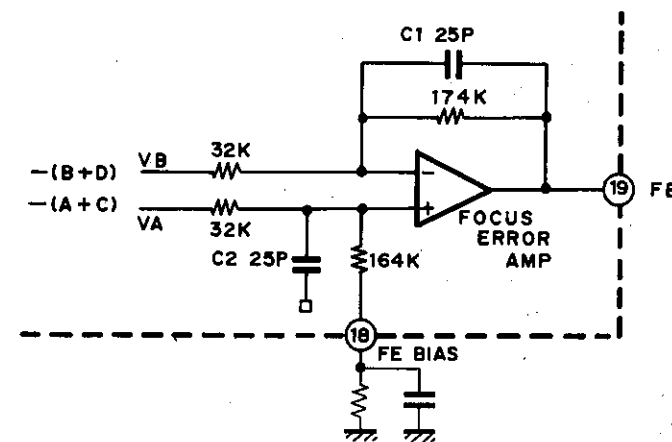 C1 25P
174K
-(B+D) VB 32K
-
19 FE
-(A+C) VA 32K
+
FOCUS
ERROR
AMP
C2 25P
164K
18
FE BIAS